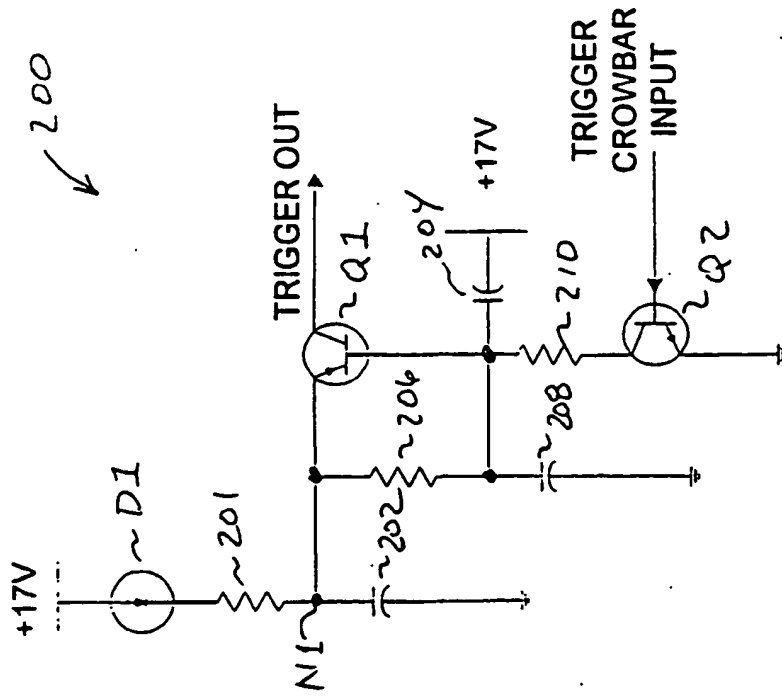 200
+17V
D1
201
N1
202
206
208
TRIGGER OUT
Q1
204
+17V
210
Q2
TRIGGER
CROWBAR
INPUT